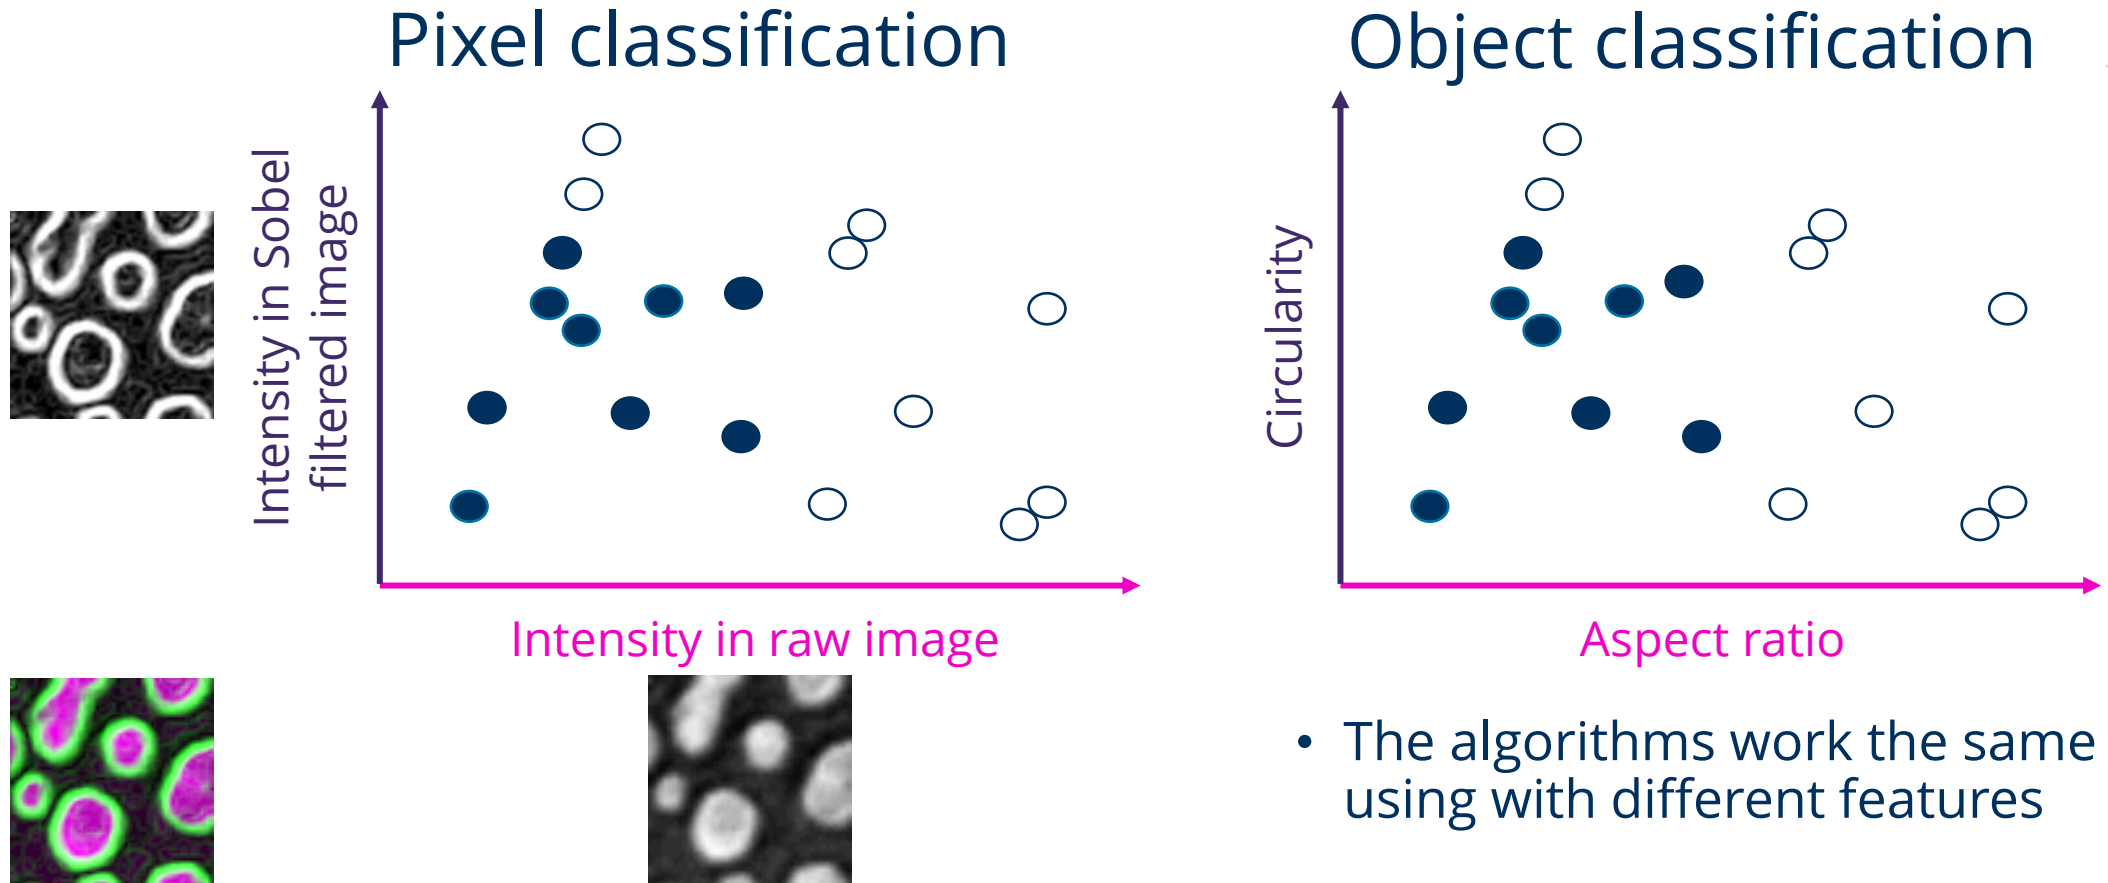 Pixel classification
Intensity in Sobel
filtered image
Intensity in raw image
Object classification
Circularity
Aspect ratio
• The algorithms work the same
using with different features